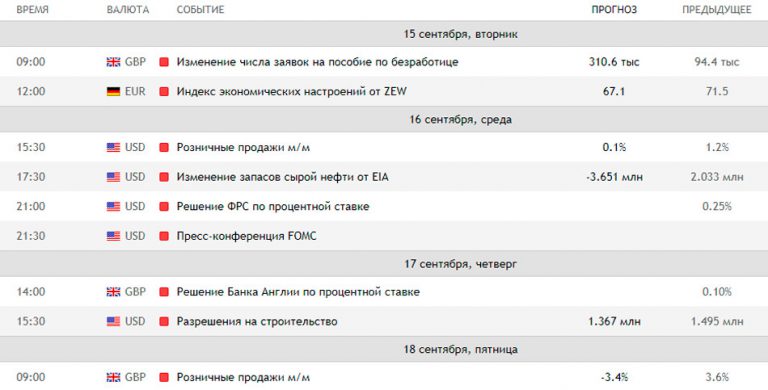 ВРЕМЯ ВАЛЮТА СОБЫТИЕ ПРОГНОЗ ПРЕДЫДУЩЕЕ
15 сентября, вторник
09:00 GBP Изменение числа заявок на пособие по безработице 310.6 тыс 94.4 тыс
12:00 EUR Индекс экономических настроений от ZEW 67.1 71.5
16 сентября, среда
15:30 USD Розничные продажи м/м 0.1% 1.2%
17:30 USD Изменение запасов сырой нефти от EIA -3.651 млн 2.033 млн
21:00 USD Решение ФРС по процентной ставке 0.25%
21:30 USD Пресс-конференция FOMC
17 сентября, четверг
14:00 GBP Решение Банка Англии по процентной ставке 0.10%
15:30 USD Разрешения на строительство 1.367 млн 1.495 млн
18 сентября, пятница
09:00 GBP Розничные продажи м/м -3.4% 3.6%